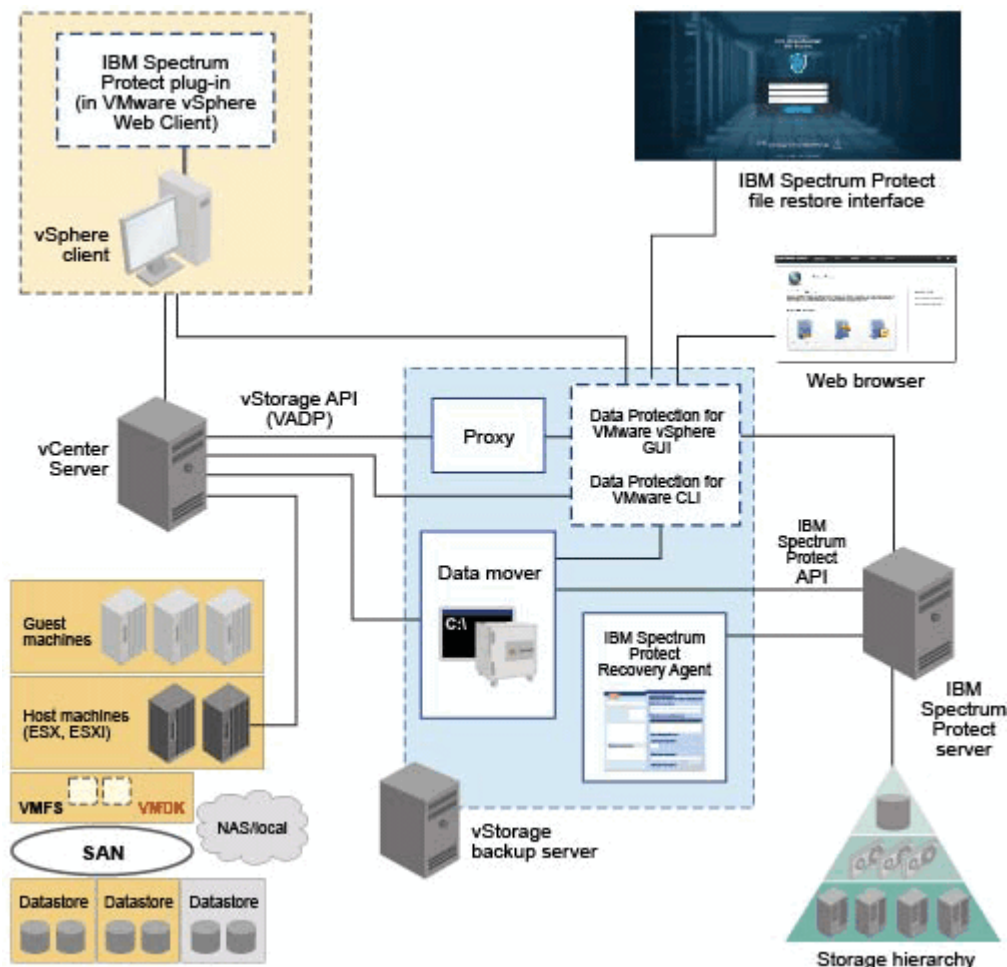 IBM Spectrum
Protect plug-in
(in VMware vSphere
Web Client)
vSphere
client
IBM Spectrum Protect
file restore interface
Web browser
vStorage API
(VADP)
vCenter
Server
Proxy
Data Protection for
VMware vSphere
GUI
Data Protection for
VMware CLI
Data mover
C:\
IBM Spectrum
Protect
Recovery Agent
IBM
Spectrum
Protect
API
IBM
Spectrum
Protect
server
Guest
machines
Host machines
(ESX, ESXI)
VMFS
VMDK
NAS/local
SAN
Datastore
Datastore
Datastore
vStorage
backup server
Storage hierarchy